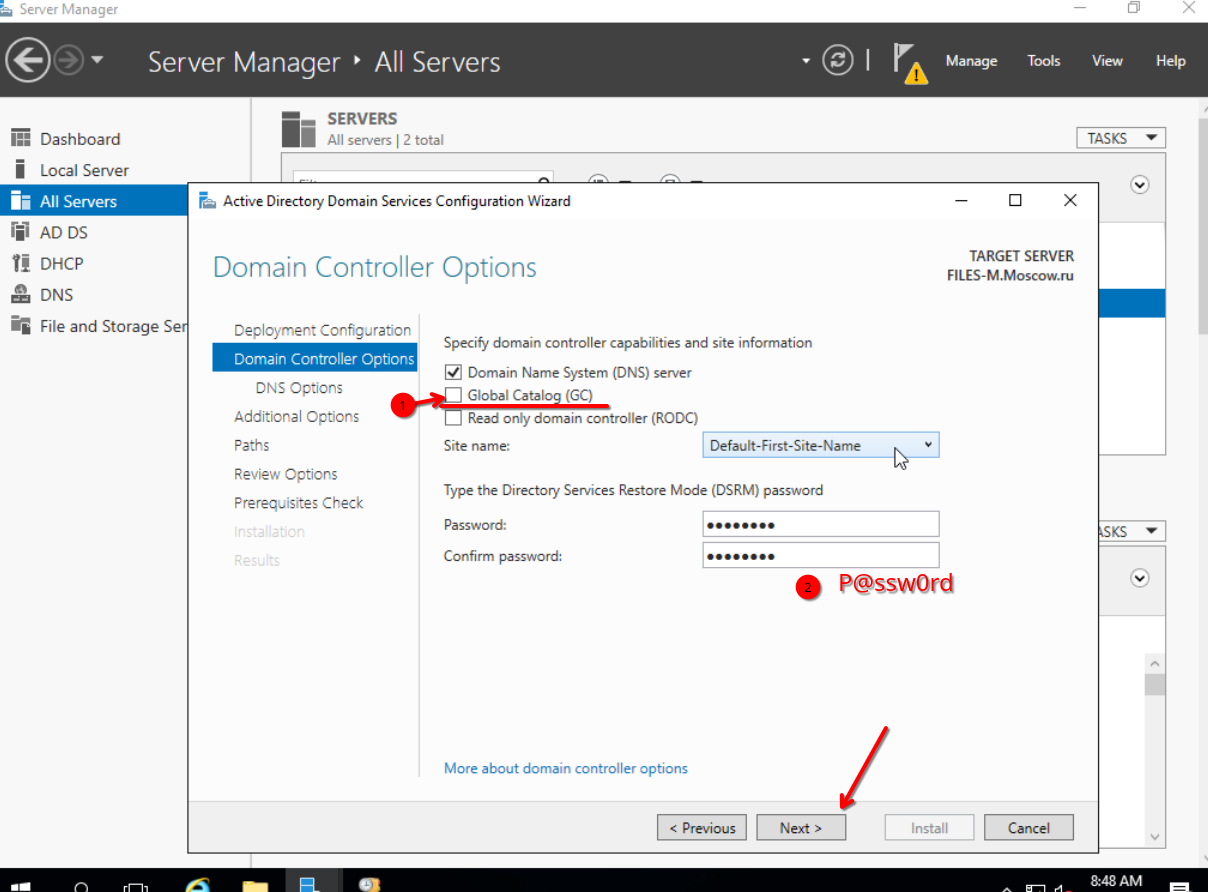 Server Manager
Server Manager ‣ All Servers
Manage Tools View Help
Dashboard
Local Server
All Servers
AD DS
DHCP
DNS
File and Storage Ser
SERVERS
All servers | 2 total
TASKS
Active Directory Domain Services Configuration Wizard
Domain Controller Options
TARGET SERVER
FILES-M.Moscow.ru
Deployment Configuration
Domain Controller Options
DNS Options
Additional Options
Paths
Review Options
Prerequisites Check
Installation
Results
Specify domain controller capabilities and site information
Domain Name System (DNS) server
1
Global Catalog (GC)
Read only domain controller (RODC)
Site name: Default-First-Site-Name
Type the Directory Services Restore Mode (DSRM) password
Password: ●●●●●●●●
Confirm password: ●●●●●●●●
2 P@ssw0rd
More about domain controller options
< Previous Next > Install Cancel
8:48 AM